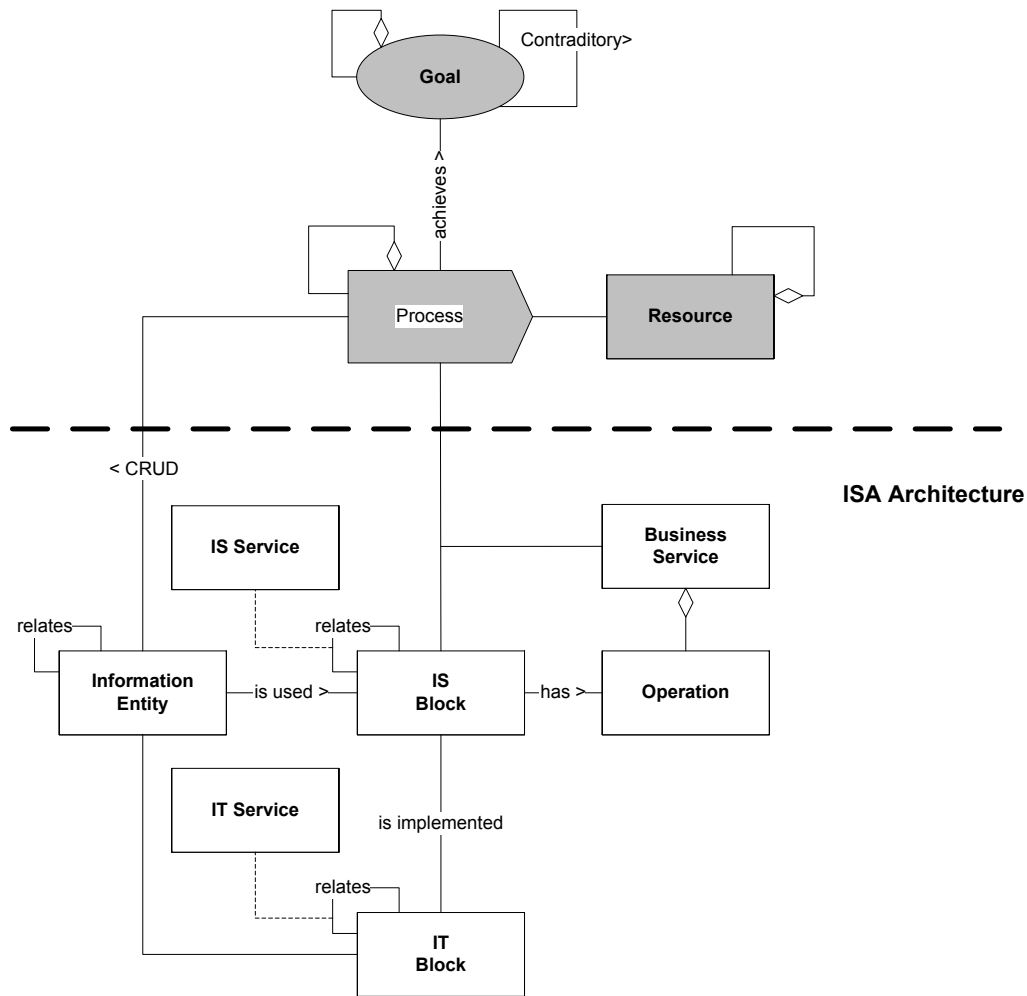 Contraditory>
Goal
achieves >
Process
Resource
< CRUD
ISA Architecture
IS Service
Business
Service
relates
relates
Information
Entity
is used >
IS
Block
has >
Operation
IT Service
is implemented
relates
IT
Block